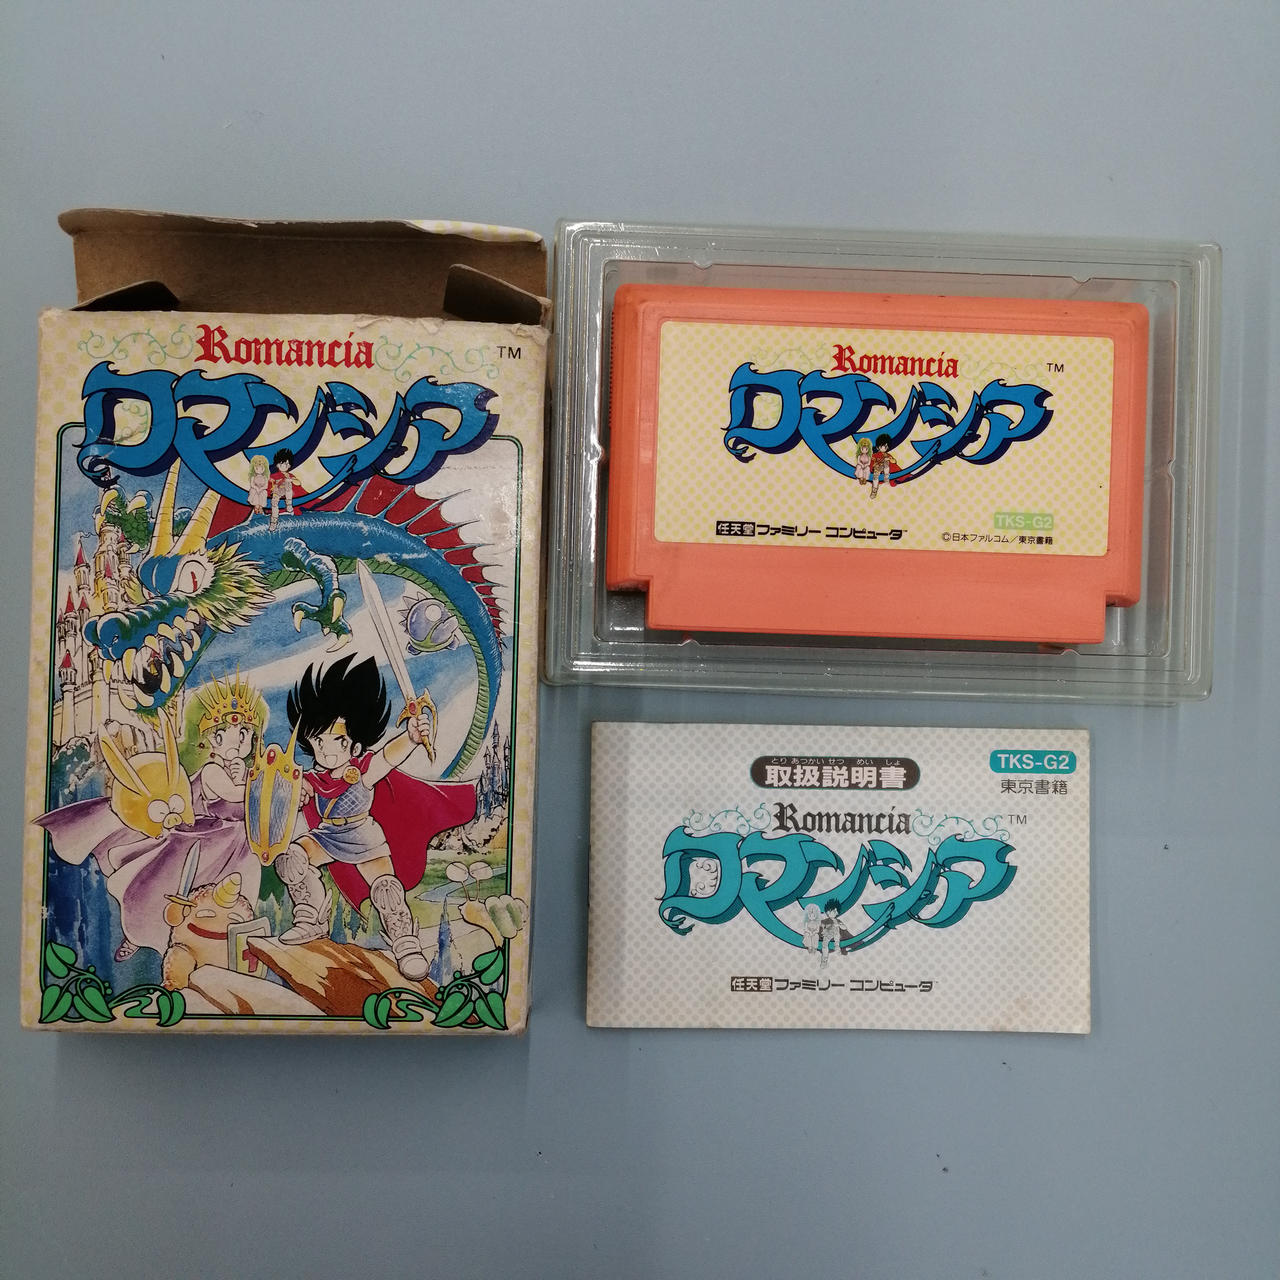 Romancia
TM
ロマンシア
Romancia
TM
ロマンシア
TKS-G2
任天堂 ファミリー コンピュータ™
©日本ファルコム/東京書籍
とり あつかい せつ めい しょ
取扱説明書
TKS-G2
東京書籍
Romancia
TM
ロマンシア
任天堂 ファミリー コンピュータ™